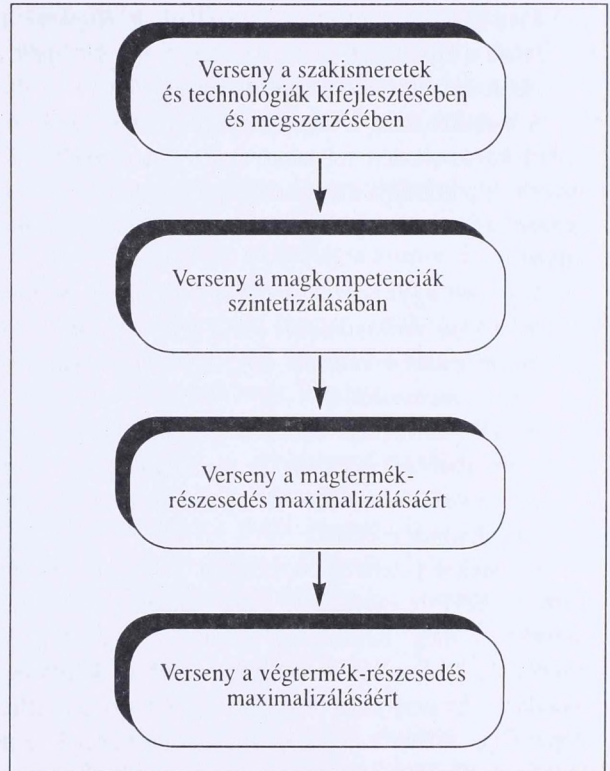 Verseny a szakismeretek
és technológiák kifejlesztésében
és megszerzésében
Verseny a magkompetenciák
szintetizálásában
Verseny a magtermék-
részesedés maximalizálásáért
Verseny a végtermék-részesedés
maximalizálásáért